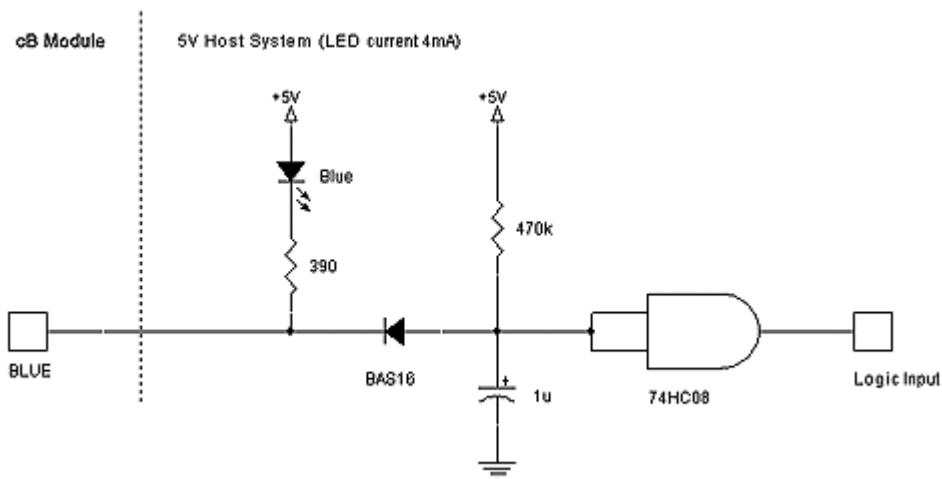 cB Module
5V Host System (LED current 4mA)
+5V
+5V
Blue
470k
390
BLUE
BAS16
1u
74HC08
Logic Input